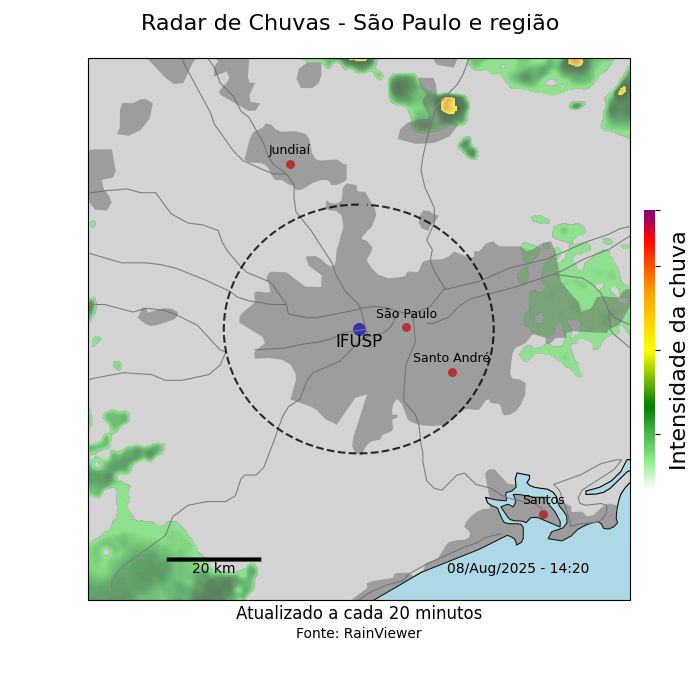 Radar de Chuvas - São Paulo e região
Jundiaí
São Paulo
IFUSP
Santo André
Santos
20 km
08/Aug/2025 - 14:20
Intensidade da chuva
Atualizado a cada 20 minutos
Fonte: RainViewer